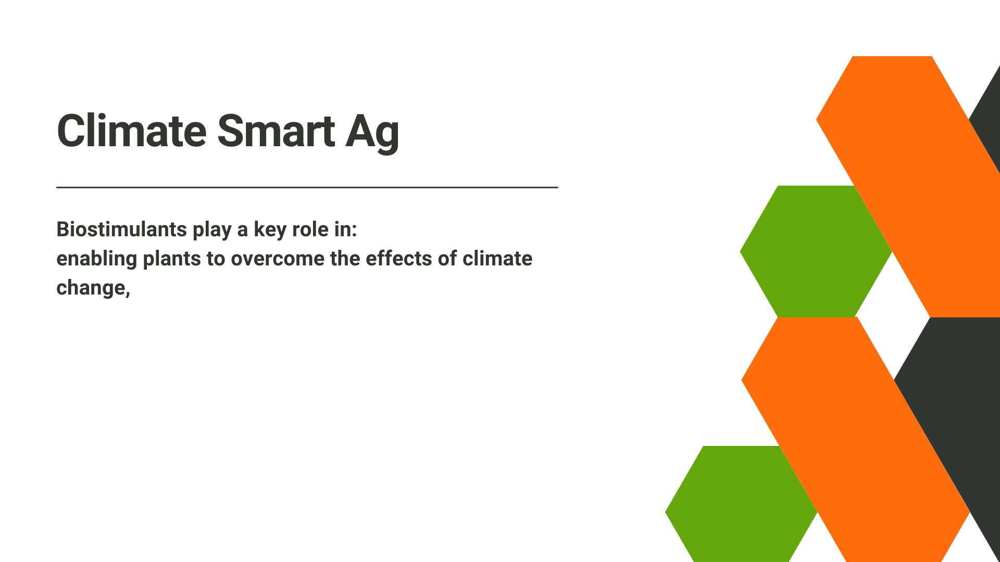 Climate Smart Ag
Biostimulants play a key role in:
enabling plants to overcome the effects of climate
change,